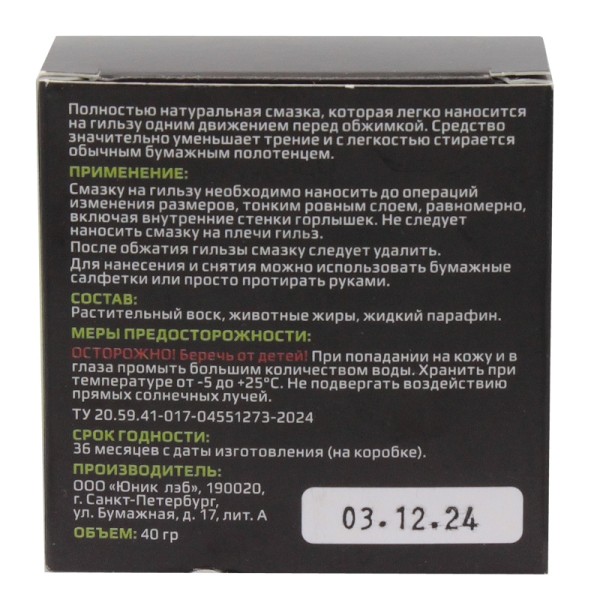 Полностью натуральная смазка, которая легко наносится
на гильзу одним движением перед обжимкой. Средство
значительно уменьшает трение и с легкостью стирается
обычным бумажным полотенцем.
ПРИМЕНЕНИЕ:
Смазку на гильзу необходимо наносить до операций
изменения размеров, тонким ровным слоем, равномерно,
включая внутренние стенки горлышек. Не следует
наносить смазку на плечи гильз.
После обжатия гильзы смазку следует удалить.
Для нанесения и снятия можно использовать бумажные
салфетки или просто протирать руками.
СОСТАВ:
Растительный воск, животные жиры, жидкий парафин.
МЕРЫ ПРЕДОСТОРОЖНОСТИ:
ОСТОРОЖНО! Беречь от детей! При попадании на кожу и в
глаза промыть большим количеством воды. Хранить при
температуре от -5 до +25°С. Не подвергать воздействию
прямых солнечных лучей.
ТУ 20.59.41-017-04551273-2024
СРОК ГОДНОСТИ:
36 месяцев с даты изготовления (на коробке).
ПРОИЗВОДИТЕЛЬ:
ООО «Юник лэб», 190020,
г. Санкт-Петербург,
ул. Бумажная, д. 17, лит. А
ОБЪЕМ: 40 гр
03.12.24